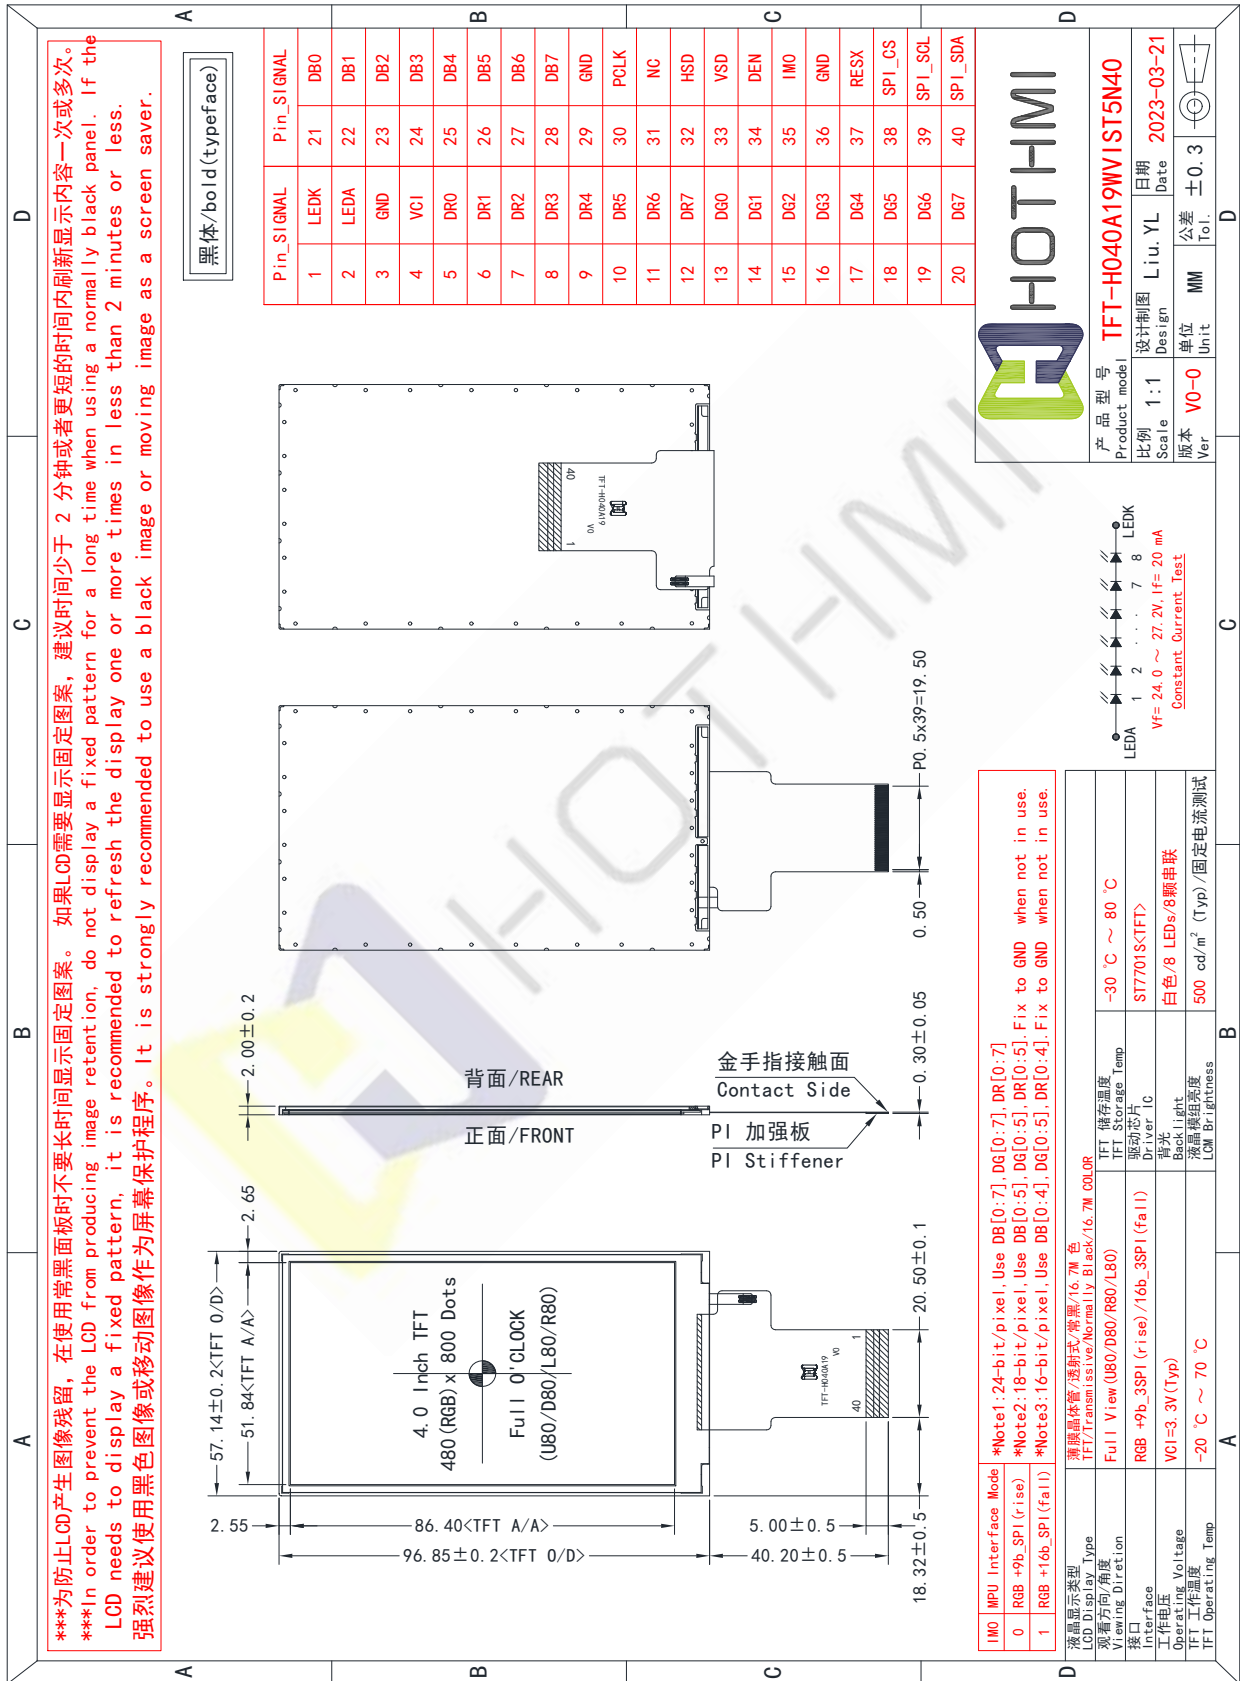 ***为防止LCD产生图像残留，在使用常黑面板时不要长时间显示固定图案。 如果LCD需要显示固定图案，建议时间少于 2 分钟或者更短的时间内刷新显示内容一次或多次。
***In order to prevent the LCD from producing image retention, do not display a fixed pattern for a long time when using a normally black panel. If the
LCD needs to display a fixed pattern, it is recommended to refresh the display one or more times in less than 2 minutes or less.
强烈建议使用黑色图像或移动图像作为屏幕保护程序。It is strongly recommended to use a black image or moving image as a screen saver.
黑体/bold(typeface)
Pin_SIGNAL Pin_SIGNAL
1 LEDK 21 DB0
2 LEDA 22 DB1
3 GND 23 DB2
4 VCI 24 DB3
5 DR0 25 DB4
6 DR1 26 DB5
7 DR2 27 DB6
8 DR3 28 DB7
9 DR4 29 GND
10 DR5 30 PCLK
11 DR6 31 NC
12 DR7 32 HSD
13 DG0 33 VSD
14 DG1 34 DEN
15 DG2 35 IMO
16 DG3 36 GND
17 DG4 37 RESX
18 DG5 38 SPI_CS
19 DG6 39 SPI_SCL
20 DG7 40 SPI_SDA
57.14±0.2<TFT O/D>
51.84<TFT A/A>
2.65
2.00±0.2
4.0 Inch TFT
480(RGB)x 800 Dots
Full O'CLOCK
(U80/D80/L80/R80)
背面/REAR
正面/FRONT
金手指接触面
Contact Side
PI 加强板
PI Stiffener
2.55
86.40<TFT A/A>
96.85±0.2<TFT O/D>
5.00±0.5
40.20±0.5
18.32±0.5
20.50±0.1
0.30±0.05
0.50
P0.5x39=19.50
TFT-H040A19
V0
40
1
TFT-H040A19
V0
1
40
HOTHMI
IMO MPU Interface Mode
0 RGB +9b_SPI(rise)
1 RGB +16b_SPI(fall)
*Note1:24-bit/pixel,Use DB[0:7],DG[0:7],DR[0:7]
*Note2:18-bit/pixel,Use DB[0:5],DG[0:5],DR[0:5].Fix to GND when not in use.
*Note3:16-bit/pixel,Use DB[0:4],DG[0:5],DR[0:4].Fix to GND when not in use.
液晶显示类型
LCD Display Type
薄膜晶体管/透射式/常黑/16.7M 色
TFT/Transmissive/Normally Black/16.7M COLOR
观看方向/角度
Viewing Diretion
Full View(U80/D80/R80/L80)
TFT 储存温度
TFT Storage Temp
-30 ℃ ～ 80 ℃
接口
Interface
RGB +9b_3SPI(rise)/16b_3SPI(fall)
驱动芯片
Driver IC
ST7701S<TFT>
工作电压
Operating Voltage
VCI=3.3V(Typ)
背光
Backlight
白色/8 LEDs/8颗串联
TFT 工作温度
TFT Operating Temp
-20 ℃ ～ 70 ℃
液晶模组亮度
LCM Brightness
500 cd/m² (Typ)/固定电流测试
LEDA
LEDK
1 2 · · · 7 8
Vf= 24.0 ～ 27.2V,If= 20 mA
Constant Current Test
HOTHMI
产 品 型 号
Product model
TFT-H040A19WVIST5N40
比例
Scale
1:1
设计制图
Design
Liu.YL
日期
Date
2023-03-21
版本
Ver
V0-0
单位
Unit
MM
公差
Tol.
±0.3
A
B
C
D
A
B
C
D
A
B
C
D
A
B
C
D